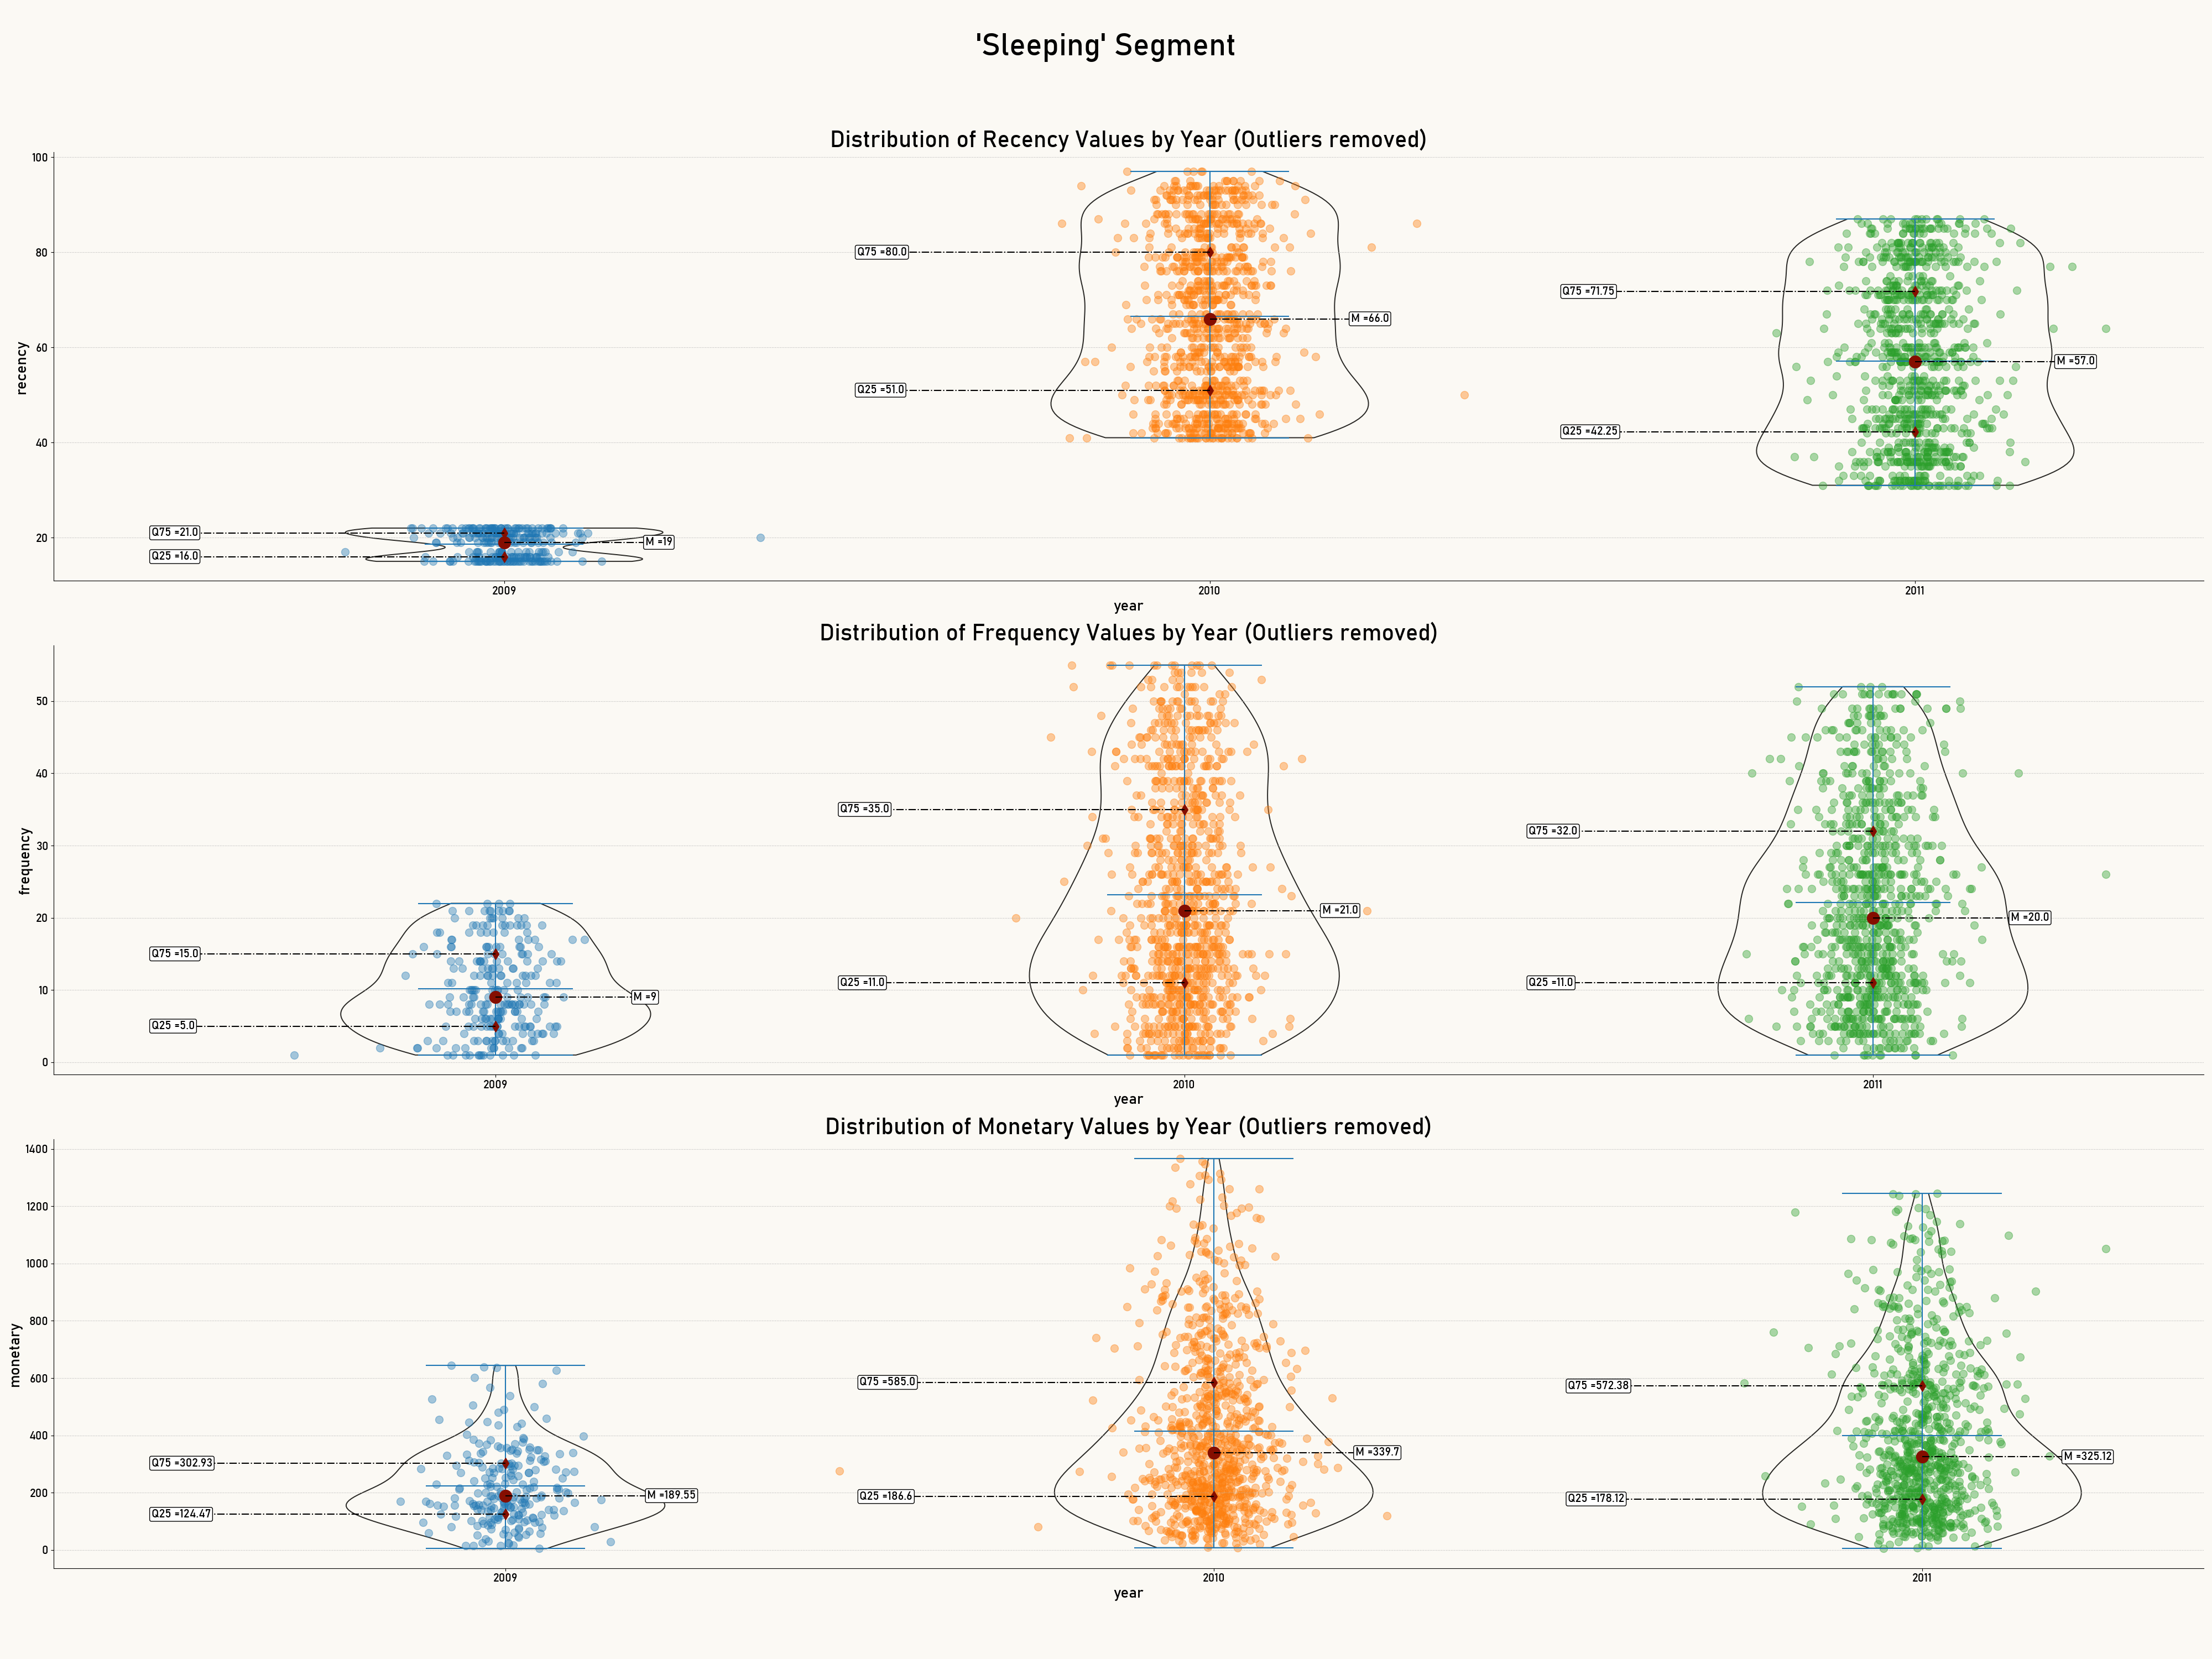 'Sleeping' Segment
Distribution of Recency Values by Year (Outliers removed)
100
80
60
40
20
recency
Q75 =21.0
Q25 =16.0
M =19
Q75 =80.0
Q25 =51.0
M =66.0
Q75 =71.75
Q25 =42.25
M =57.0
2009
2010
2011
year
Distribution of Frequency Values by Year (Outliers removed)
50
40
30
20
10
0
frequency
Q75 =15.0
Q25 =5.0
M =9
Q75 =35.0
Q25 =11.0
M =21.0
Q75 =32.0
Q25 =11.0
M =20.0
2009
2010
2011
year
Distribution of Monetary Values by Year (Outliers removed)
1400
1200
1000
800
600
400
200
0
monetary
Q75 =302.93
Q25 =124.47
M =189.55
Q75 =585.0
Q25 =186.6
M =339.7
Q75 =572.38
Q25 =178.12
M =325.12
2009
2010
2011
year